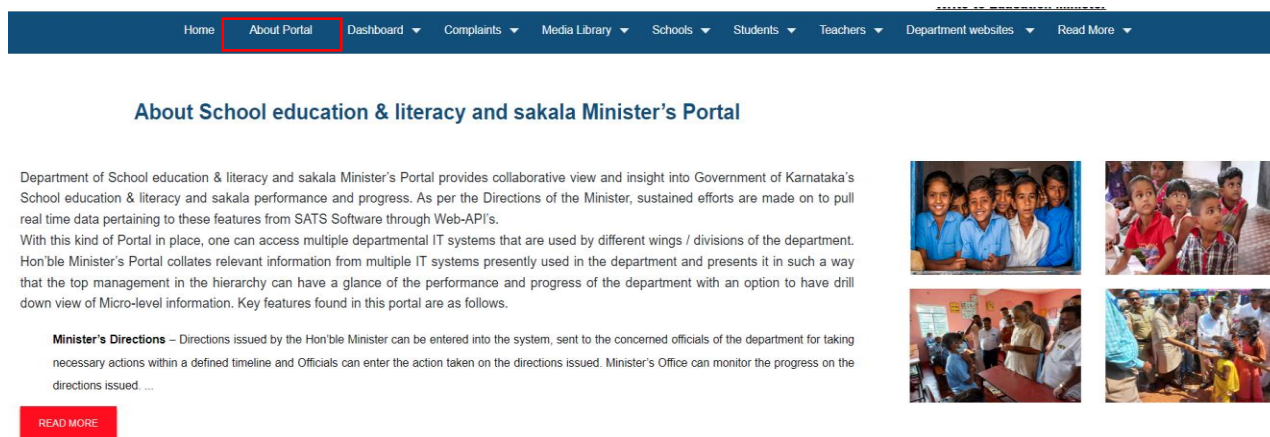 Write to Education Minister
Home About Portal Dashboard Complaints Media Library Schools Students Teachers Department websites Read More
About School education & literacy and sakala Minister’s Portal
Department of School education & literacy and sakala Minister’s Portal provides collaborative view and insight into Government of Karnataka’s
School education & literacy and sakala performance and progress. As per the Directions of the Minister, sustained efforts are made on to pull
real time data pertaining to these features from SATS Software through Web-API’s.
With this kind of Portal in place, one can access multiple departmental IT systems that are used by different wings / divisions of the department.
Hon’ble Minister’s Portal collates relevant information from multiple IT systems presently used in the department and presents it in such a way
that the top management in the hierarchy can have a glance of the performance and progress of the department with an option to have drill
down view of Micro-level information. Key features found in this portal are as follows.
Minister’s Directions – Directions issued by the Hon’ble Minister can be entered into the system, sent to the concerned officials of the department for taking
necessary actions within a defined timeline and Officials can enter the action taken on the directions issued. Minister’s Office can monitor the progress on the
directions issued. ...
READ MORE